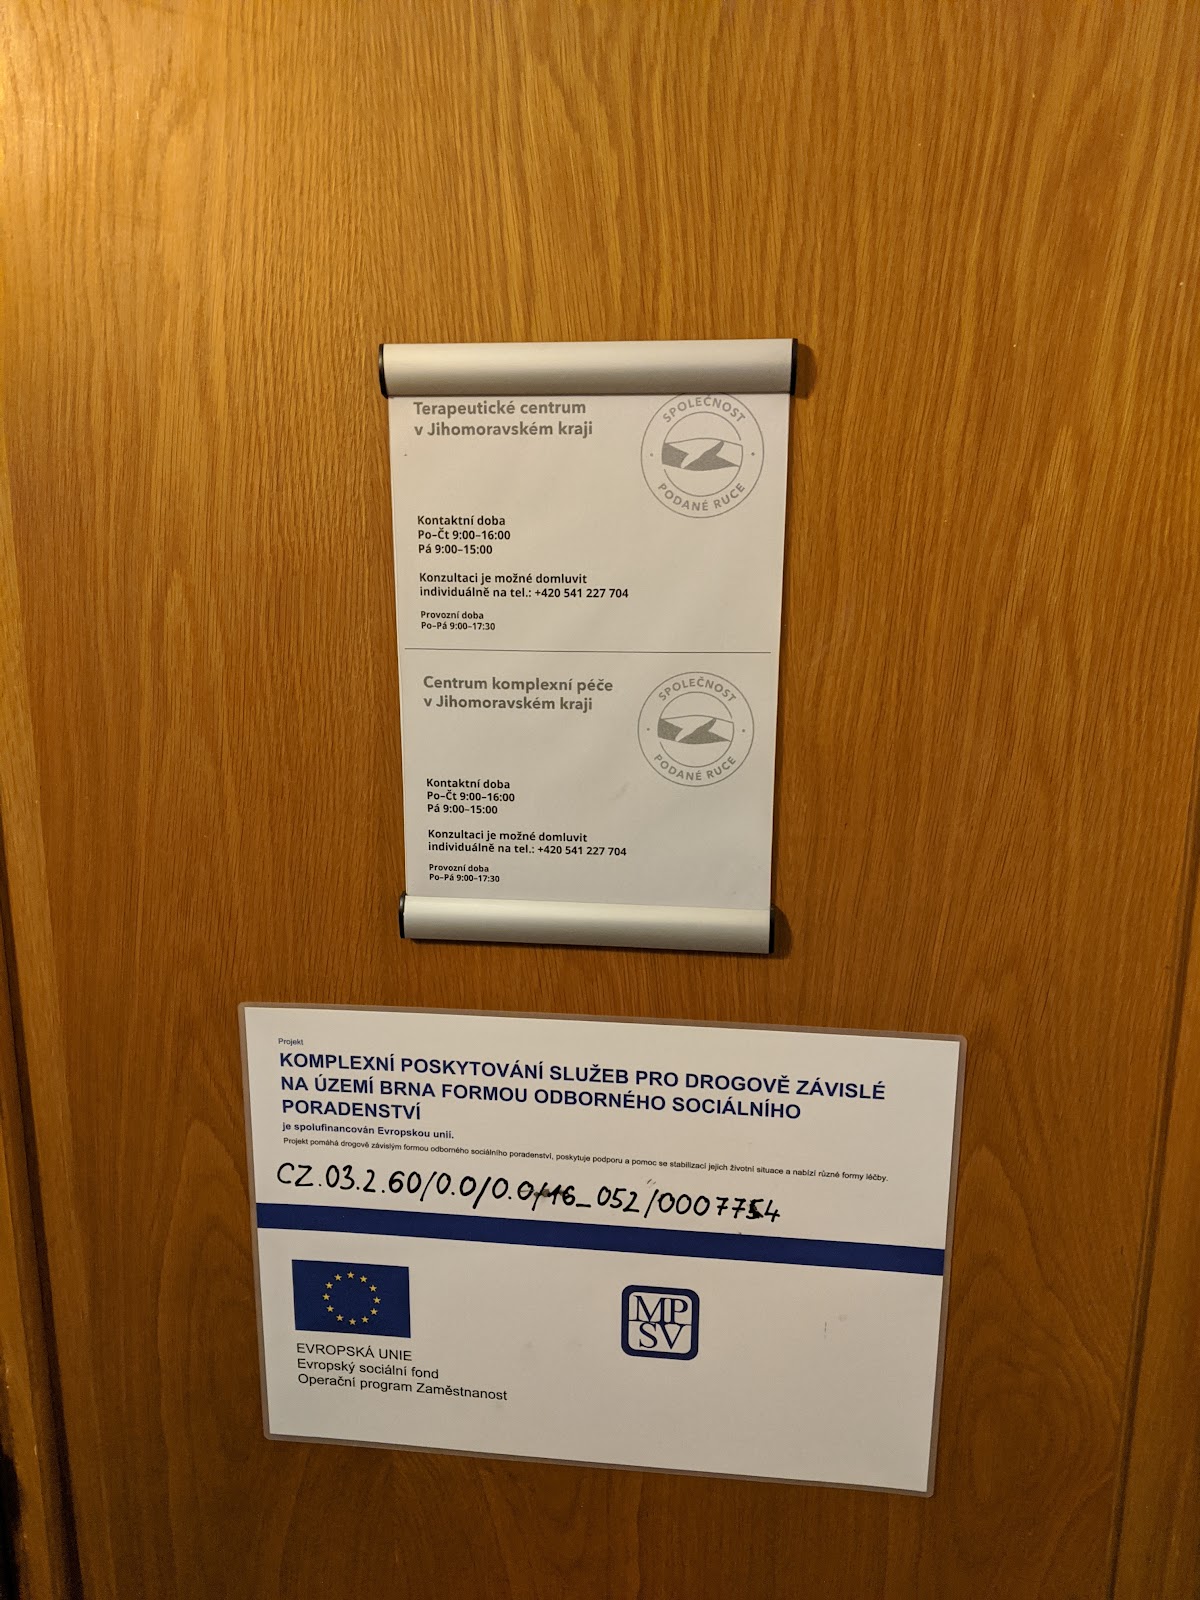 Terapeutické centrum
v Jihomoravském kraji
SPOLEČNOST
PODANÉ RUCE
Kontaktní doba
Po–Čt 9:00–16:00
Pá 9:00–15:00
Konzultaci je možné domluvit
individuálně na tel.: +420 541 227 704
Provozní doba
Po–Pá 9:00–17:30
Centrum komplexní péče
v Jihomoravském kraji
SPOLEČNOST
PODANÉ RUCE
Kontaktní doba
Po–Čt 9:00–16:00
Pá 9:00–15:00
Konzultaci je možné domluvit
individuálně na tel.: +420 541 227 704
Provozní doba
Po–Pá 9:00–17:30
Projekt
KOMPLEXNÍ POSKYTOVÁNÍ SLUŽEB PRO DROGOVĚ ZÁVISLÉ
NA ÚZEMÍ BRNA FORMOU ODBORNÉHO SOCIÁLNÍHO
PORADENSTVÍ
je spolufinancován Evropskou unií.
Projekt pomáhá drogově závislým formou odborného sociálního poradenství, poskytuje podporu a pomoc se stabilizací jejich životní situace a nabízí různé formy léčby.
CZ.03.2.60/0.0/0.0/16_052/0007754
EVROPSKÁ UNIE
Evropský sociální fond
Operační program Zaměstnanost
MP
SV